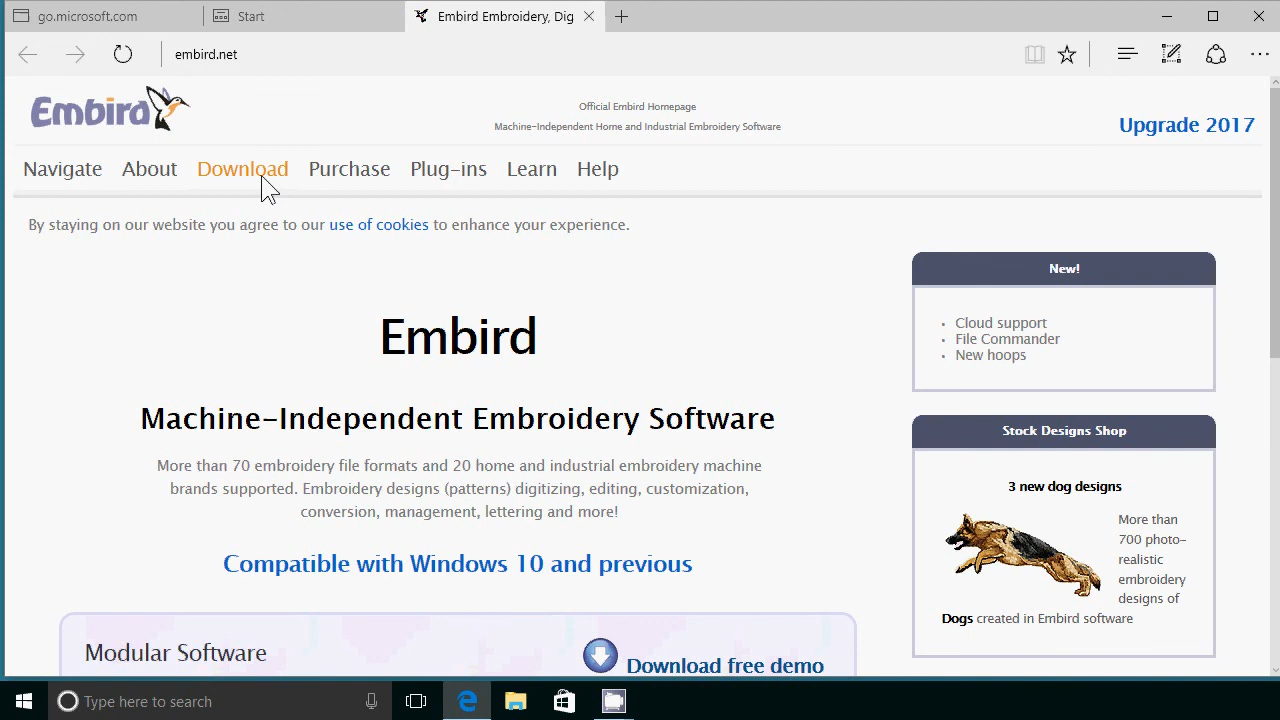 go.microsoft.com
Start
Embird Embroidery, Dig
embird.net
Embird
Official Embird Homepage
Machine-Independent Home and Industrial Embroidery Software
Upgrade 2017
Navigate About Download Purchase Plug-ins Learn Help
By staying on our website you agree to our use of cookies to enhance your experience.
Embird
Machine-Independent Embroidery Software
More than 70 embroidery file formats and 20 home and industrial embroidery machine
brands supported. Embroidery designs (patterns) digitizing, editing, customization,
conversion, management, lettering and more!
Compatible with Windows 10 and previous
Modular Software
Download free demo
New!
• Cloud support
• File Commander
• New hoops
Stock Designs Shop
3 new dog designs
More than
700 photo-
realistic
embroidery
designs of
Dogs created in Embird software
Type here to search